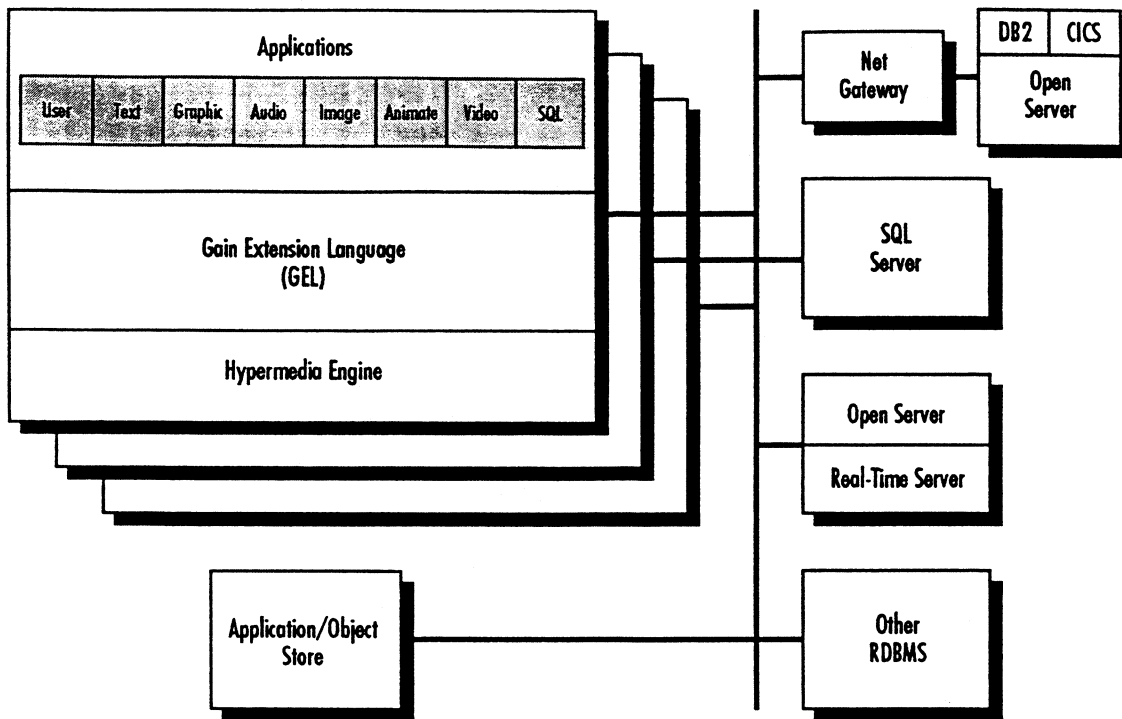 Applications
User Text Graphic Audio Image Animate Video SQL
Gain Extension Language
(GEL)
Hypermedia Engine
Application/Object
Store
Net
Gateway
DB2 CICS
Open
Server
SQL
Server
Open Server
Real-Time Server
Other
RDBMS